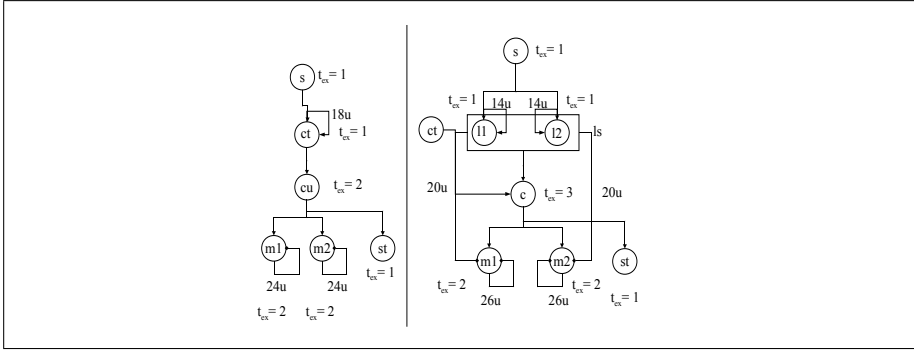 s t_ex= 1
18u
ct t_ex= 1
cu t_ex= 2
m1 m2 st
t_ex= 1
24u 24u
t_ex= 2 t_ex= 2
s t_ex= 1
t_ex= 1 14u 14u t_ex= 1
ct l1 l2 ls
20u c t_ex= 3 20u
m1 m2 st
t_ex= 2 t_ex= 2
26u 26u t_ex= 1